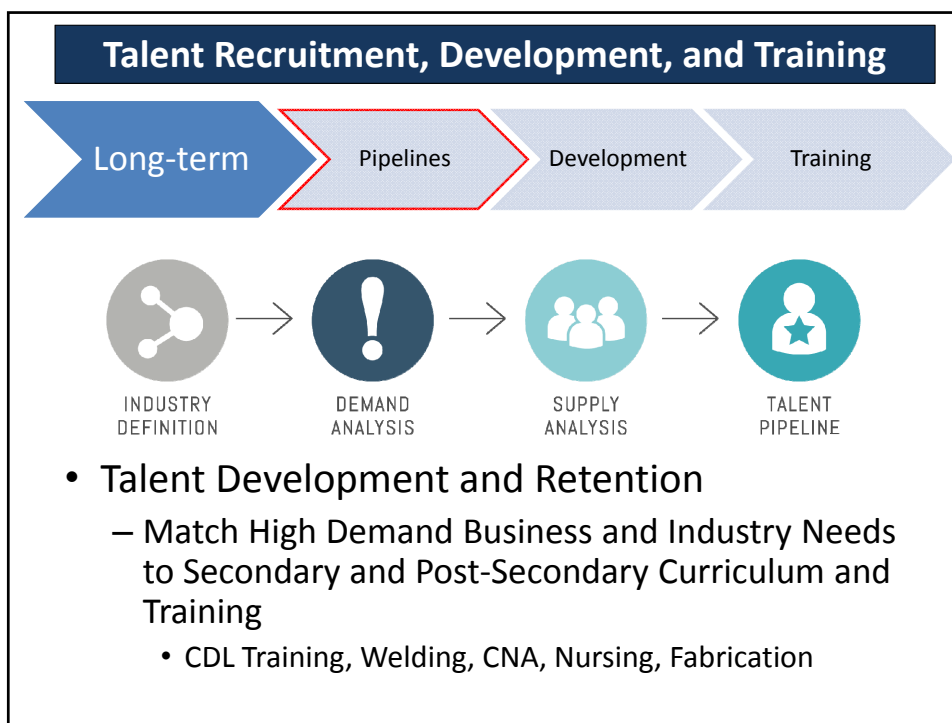 Talent Recruitment, Development, and Training
Long-term
Pipelines
Development
Training
INDUSTRY
DEFINITION
DEMAND
ANALYSIS
SUPPLY
ANALYSIS
TALENT
PIPELINE
• Talent Development and Retention
– Match High Demand Business and Industry Needs
to Secondary and Post-Secondary Curriculum and
Training
• CDL Training, Welding, CNA, Nursing, Fabrication